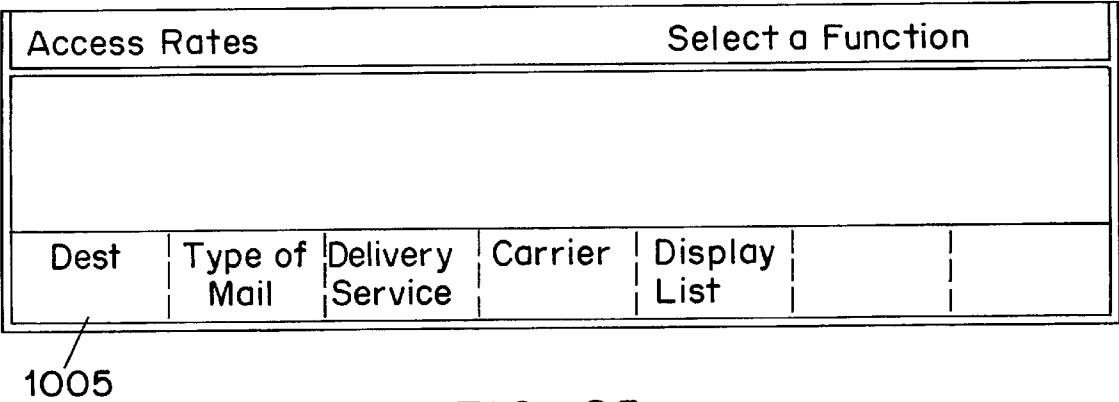 Access Rates Select a Function
Dest Type of Mail Delivery Service Carrier Display List
1005